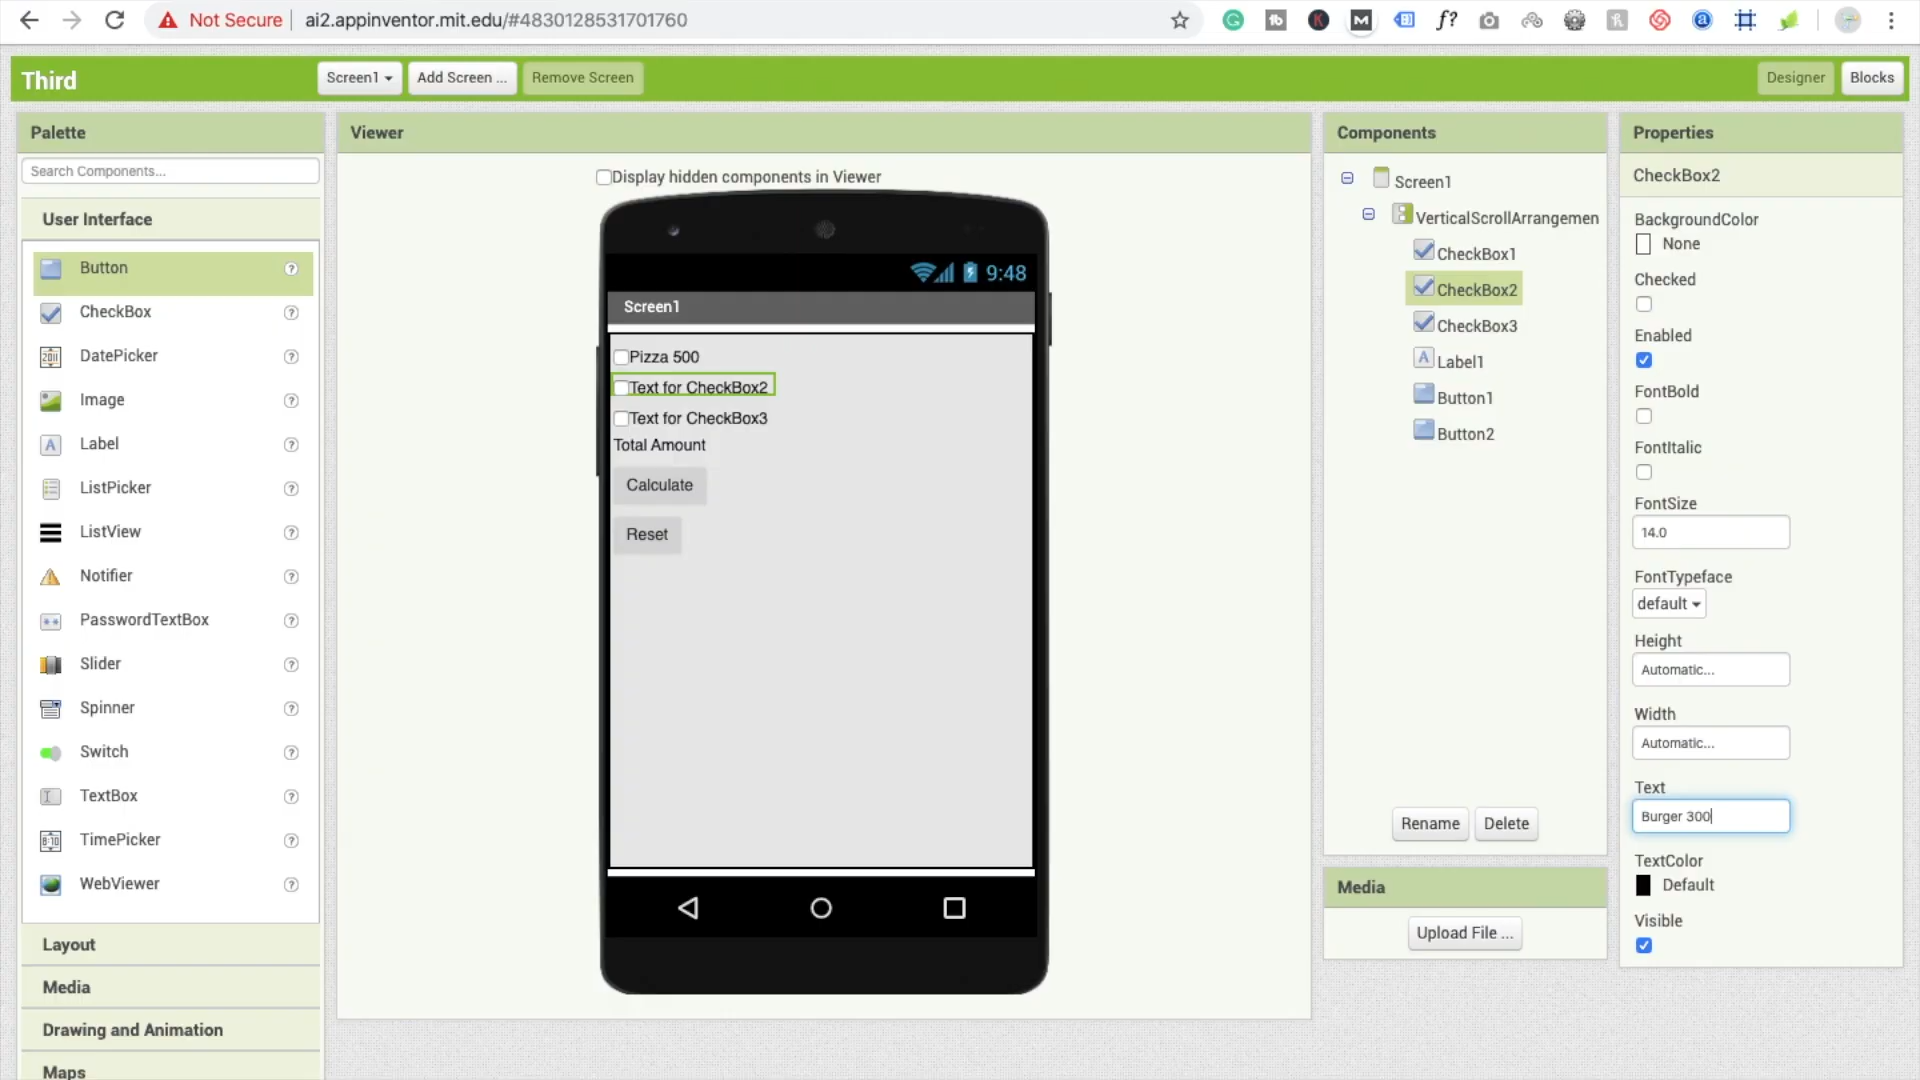 Not Secure
ai2.appinventor.mit.edu/#4830128531701760
Third
Screen1
Add Screen ...
Remove Screen
Designer
Blocks
Palette
Search Components...
User Interface
Button
?
CheckBox
?
DatePicker
?
Image
?
Label
?
ListPicker
?
ListView
?
Notifier
?
PasswordTextBox
?
Slider
?
Spinner
?
Switch
?
TextBox
?
TimePicker
?
WebViewer
?
Layout
Media
Drawing and Animation
Maps
Viewer
Display hidden components in Viewer
9:48
Screen1
Pizza 500
Text for CheckBox2
Text for CheckBox3
Total Amount
Calculate
Reset
Components
Screen1
VerticalScrollArrangemen
CheckBox1
CheckBox2
CheckBox3
A Label1
Button1
Button2
Rename
Delete
Media
Upload File ...
Properties
CheckBox2
BackgroundColor
None
Checked
Enabled
FontBold
FontItalic
FontSize
14.0
FontTypeface
default
Height
Automatic...
Width
Automatic...
Text
Burger 300
TextColor
Default
Visible